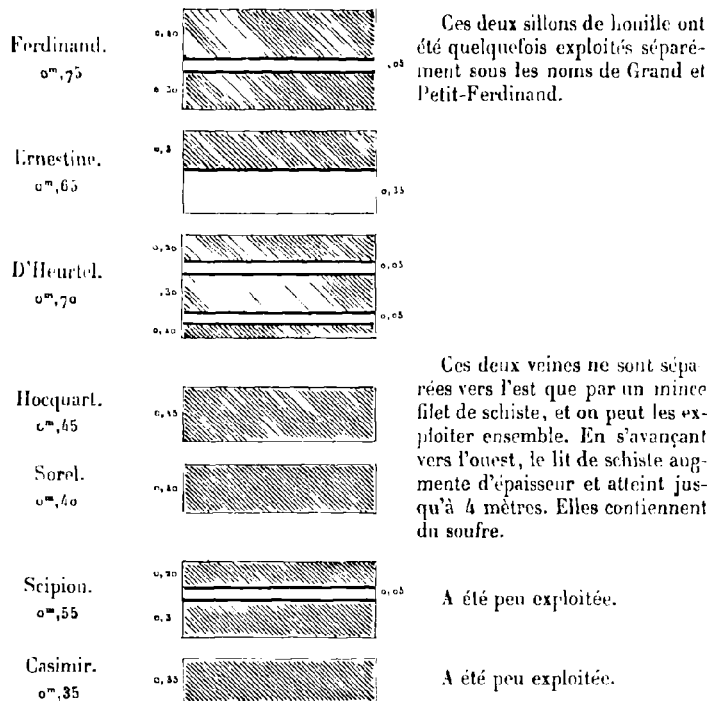 Ferdinand.
0ᵐ,75
0,40
,05
0,30
Ces deux sillons de houille ont
été quelquefois exploités séparé-
ment sous les noms de Grand et
Petit-Ferdinand.
Ernestine.
0ᵐ,65
0,3
0,35
D'Heurtel.
0ᵐ,70
0,20
0,05
,30
0,05
0,10
Hocquart.
0ᵐ,45
0,45
Sorel.
0ᵐ,40
0,40
Ces deux veines ne sont sépa-
rées vers l'est que par un mince
filet de schiste, et on peut les ex-
ploiter ensemble. En s'avançant
vers l'ouest, le lit de schiste aug-
mente d'épaisseur et atteint jus-
qu'à 4 mètres. Elles contiennent
du soufre.
Scipion.
0ᵐ,55
0,20
0,05
0,3
A été peu exploitée.
Casimir.
0ᵐ,35
0,35
A été peu exploitée.